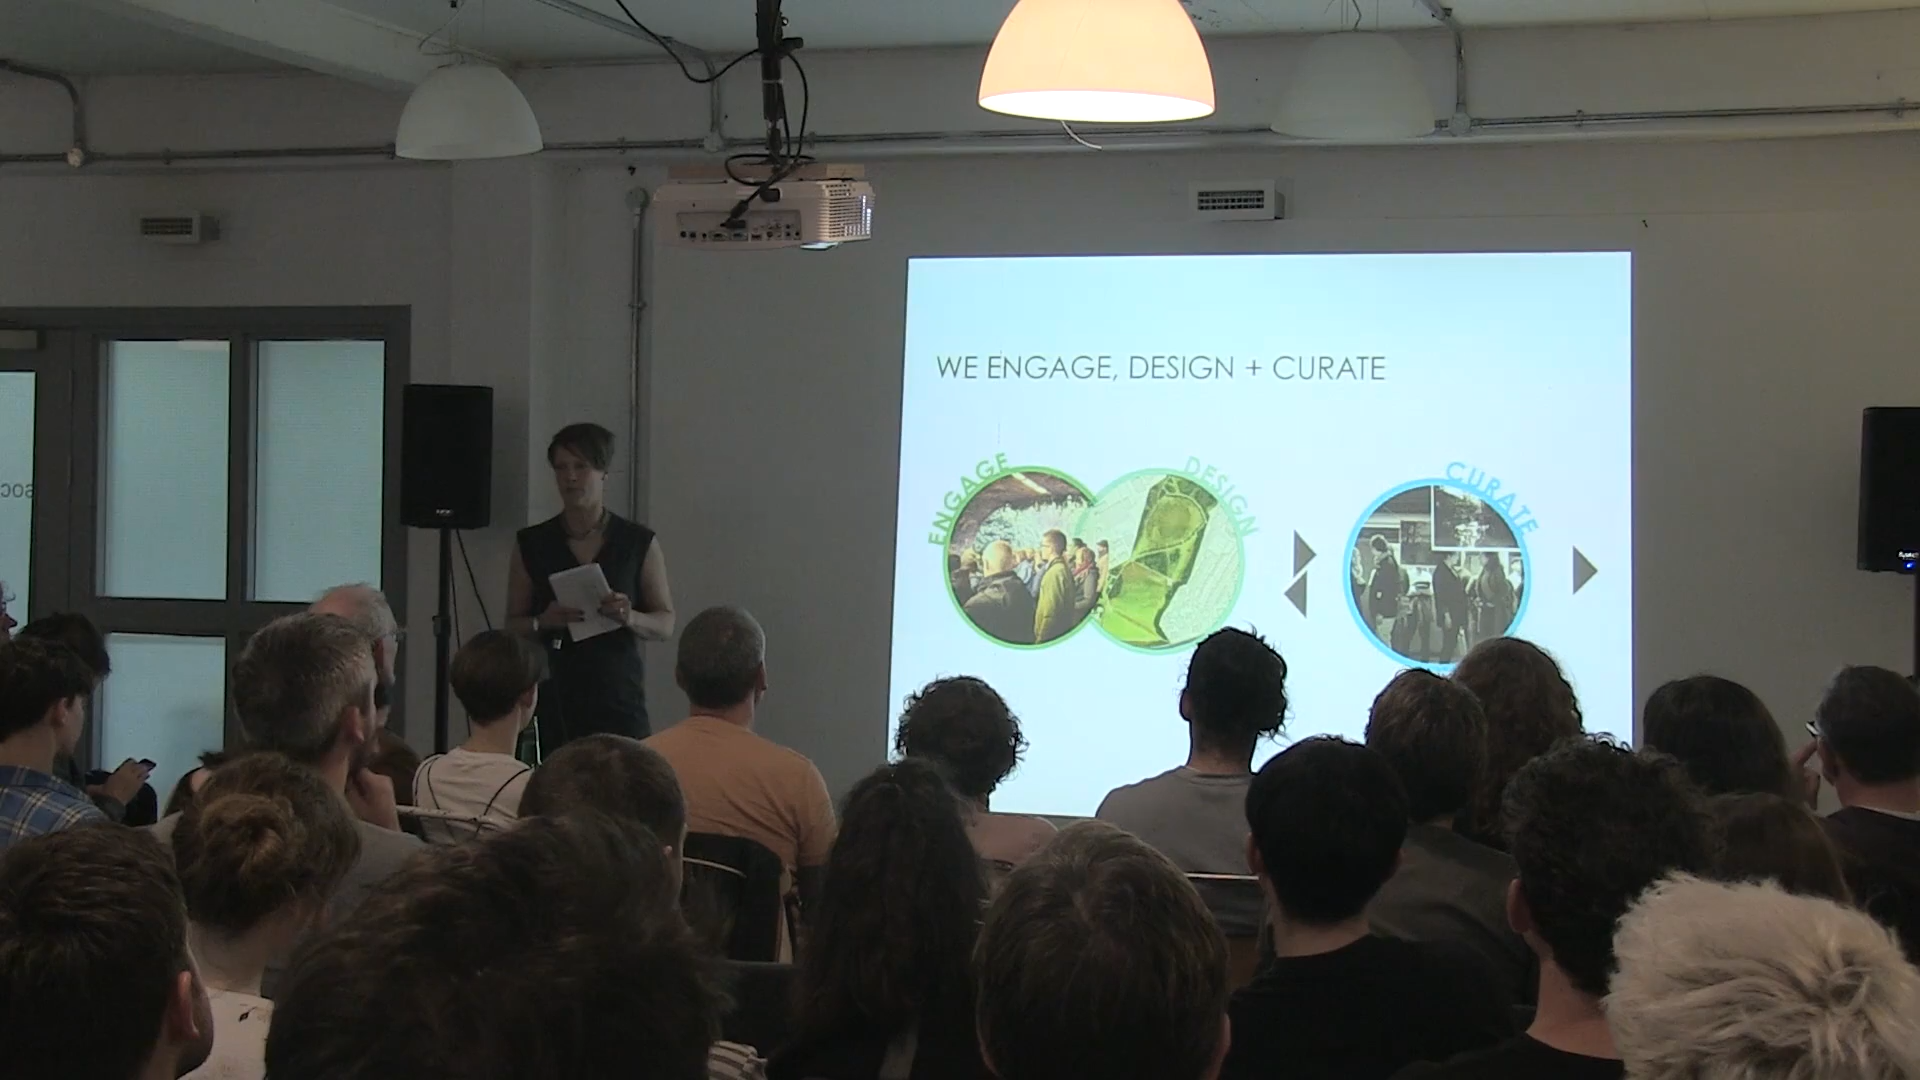 WE ENGAGE, DESIGN + CURATE
ENGAGE
DESIGN
CURATE